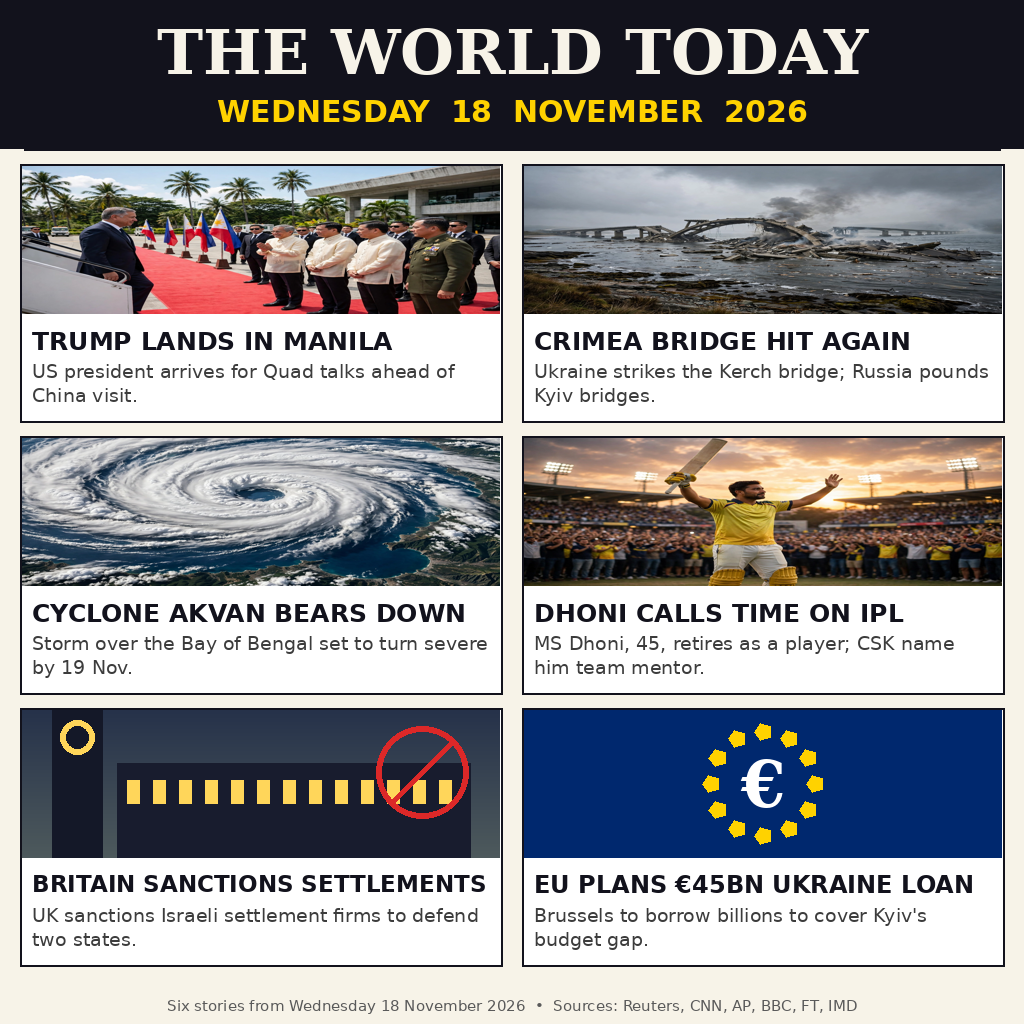 THE WORLD TODAY
WEDNESDAY 18 NOVEMBER 2026
TRUMP LANDS IN MANILA
US president arrives for Quad talks ahead of
China visit.
CRIMEA BRIDGE HIT AGAIN
Ukraine strikes the Kerch bridge; Russia pounds
Kyiv bridges.
CYCLONE AKVAN BEARS DOWN
Storm over the Bay of Bengal set to turn severe
by 19 Nov.
DHONI CALLS TIME ON IPL
MS Dhoni, 45, retires as a player; CSK name
him team mentor.
BRITAIN SANCTIONS SETTLEMENTS
UK sanctions Israeli settlement firms to defend
two states.
€
EU PLANS €45BN UKRAINE LOAN
Brussels to borrow billions to cover Kyiv's
budget gap.
Six stories from Wednesday 18 November 2026 • Sources: Reuters, CNN, AP, BBC, FT, IMD